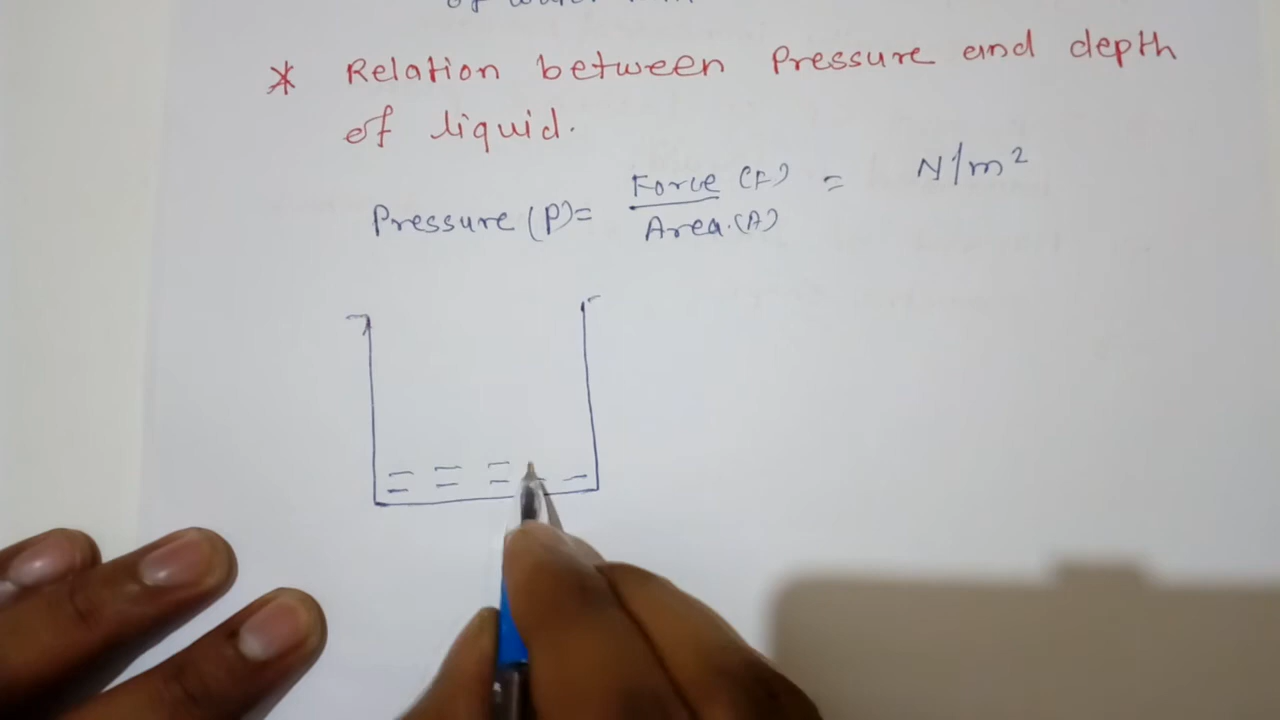 * Relation between Pressure and depth
of liquid.
Pressure (P) = Force (F) / Area. (A) = N/m²